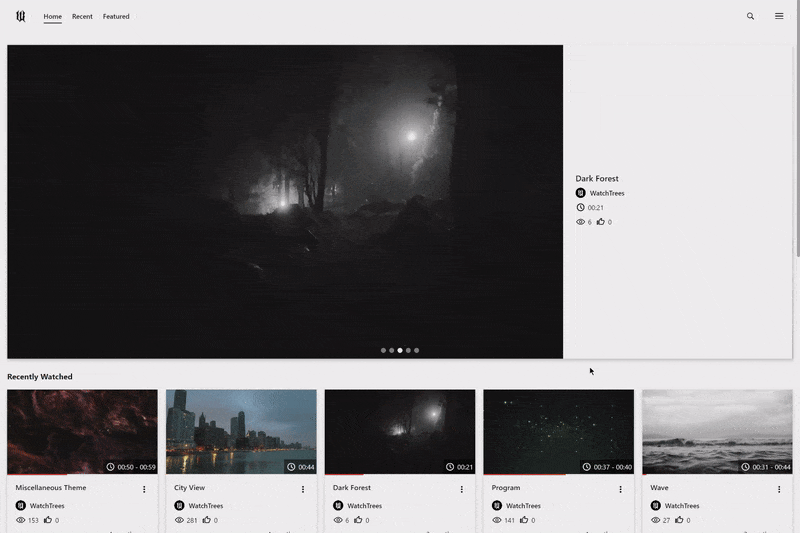 Home Recent Featured
Dark Forest
WatchTrees
00:21
6 0
Recently Watched
00:50 - 00:59
00:44
00:21
00:37 - 00:40
00:31 - 00:44
Miscellaneous Theme
City View
Dark Forest
Program
Wave
WatchTrees
WatchTrees
WatchTrees
WatchTrees
WatchTrees
153 0
281 0
6 0
141 0
27 0